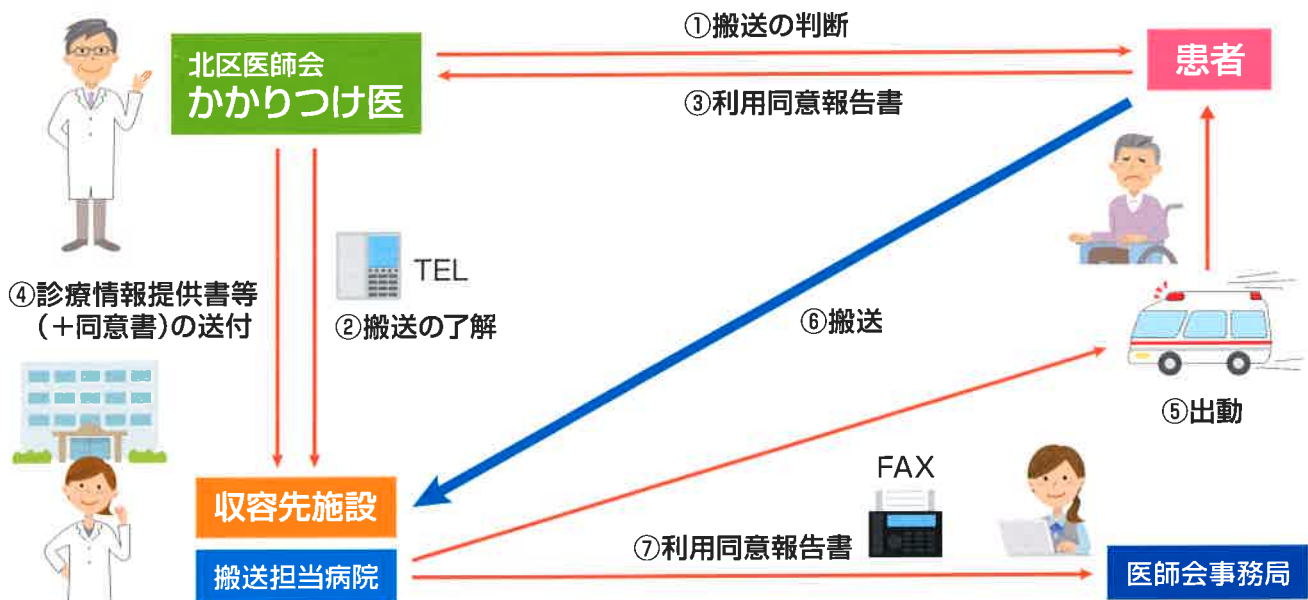 ①搬送の判断
北区医師会
かかりつけ医
患者
③利用同意報告書
TEL
④診療情報提供書等
(+同意書)の送付
②搬送の了解
⑥搬送
⑤出動
FAX
収容先施設
⑦利用同意報告書
搬送担当病院
医師会事務局